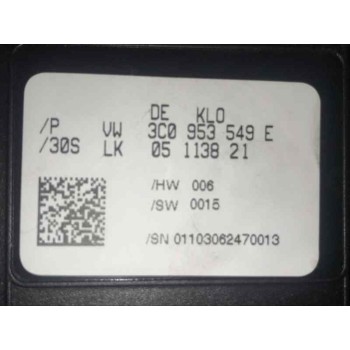 DE KLO
/P VW 3C0 953 549 E
/30S LK 05 1138 21
/HW 006
/SW 0015
/SN 01103062470013